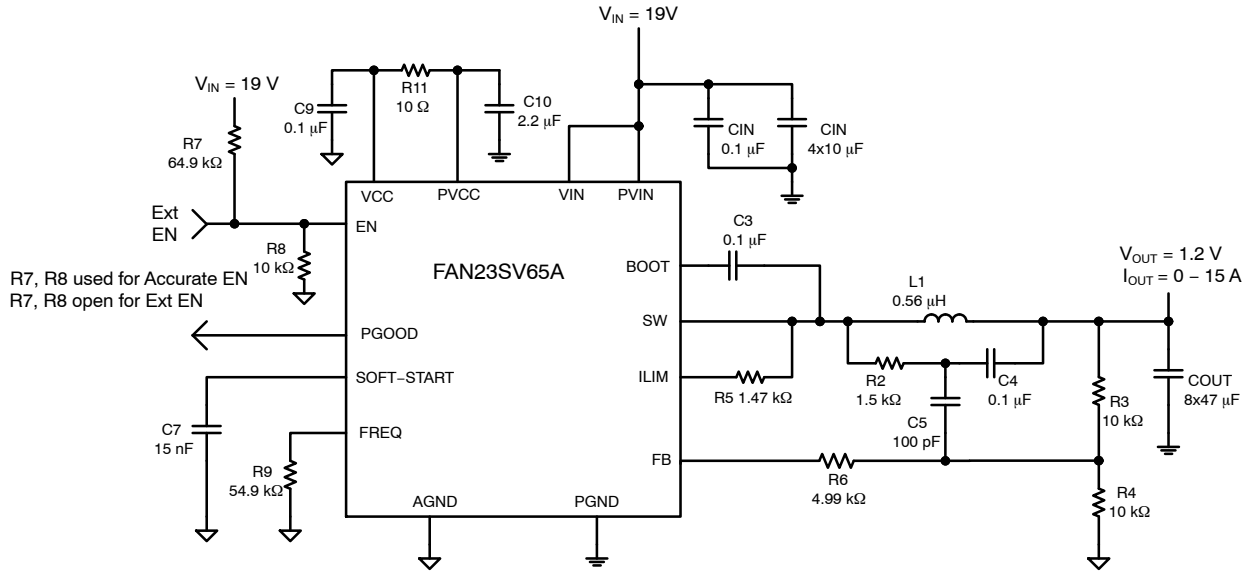 V_IN = 19V
V_IN = 19 V
R7
64.9 kΩ
C9
0.1 µF
R11
10 Ω
C10
2.2 µF
CIN
0.1 µF
CIN
4x10 µF
VCC
PVCC
VIN
PVIN
Ext
EN
EN
R8
10 kΩ
R7, R8 used for Accurate EN
R7, R8 open for Ext EN
FAN23SV65A
BOOT
C3
0.1 µF
V_OUT = 1.2 V
I_OUT = 0 – 15 A
L1
0.56 µH
SW
PGOOD
SOFT–START
ILIM
R5 1.47 kΩ
R2
1.5 kΩ
C4
0.1 µF
C5
100 pF
R3
10 kΩ
COUT
8x47 µF
C7
15 nF
FREQ
R9
54.9 kΩ
FB
R6
4.99 kΩ
R4
10 kΩ
AGND
PGND